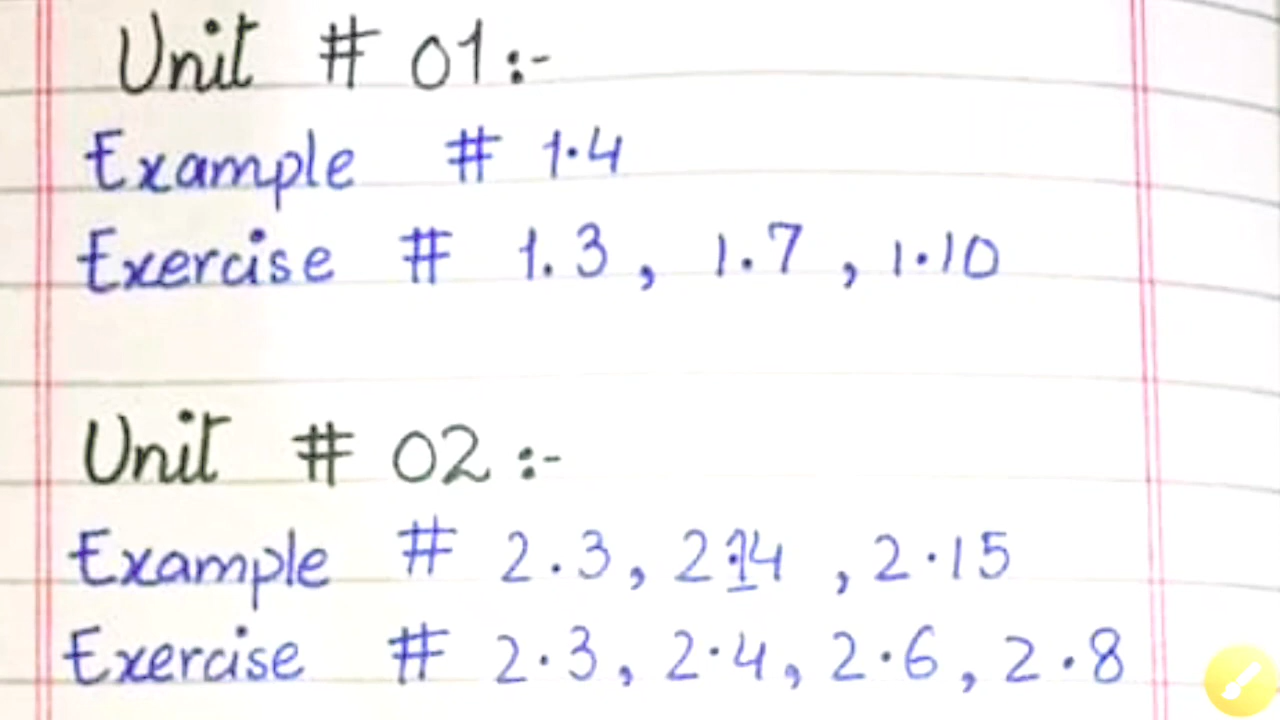 Unit # 01:-
Example # 1.4
Exercise # 1.3, 1.7, 1.10
Unit # 02:-
Example # 2.3, 2.14, 2.15
Exercise # 2.3, 2.4, 2.6, 2.8